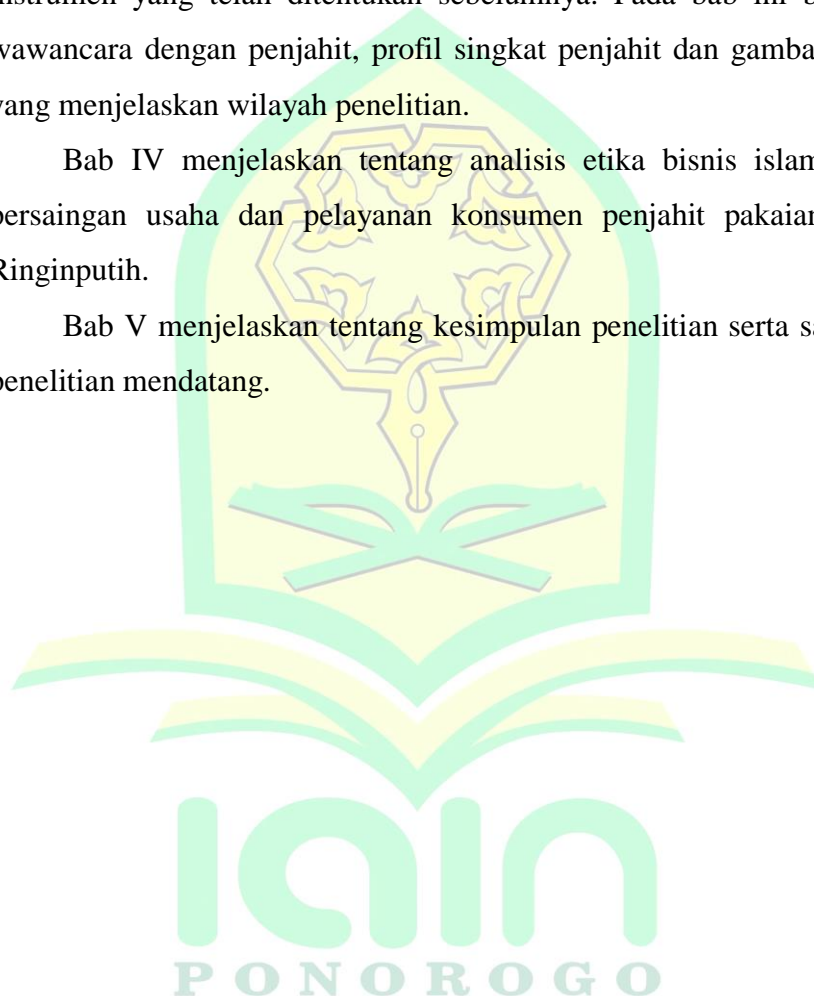 instrumen yang telah ditentukan sebelumnya. Pada bab ini b
wawancara dengan penjahit, profil singkat penjahit dan gamba
yang menjelaskan wilayah penelitian.
Bab IV menjelaskan tentang analisis etika bisnis islam
persaingan usaha dan pelayanan konsumen penjahit pakaian
Ringinputih.
Bab V menjelaskan tentang kesimpulan penelitian serta sa
penelitian mendatang.
iain
PONOROGO